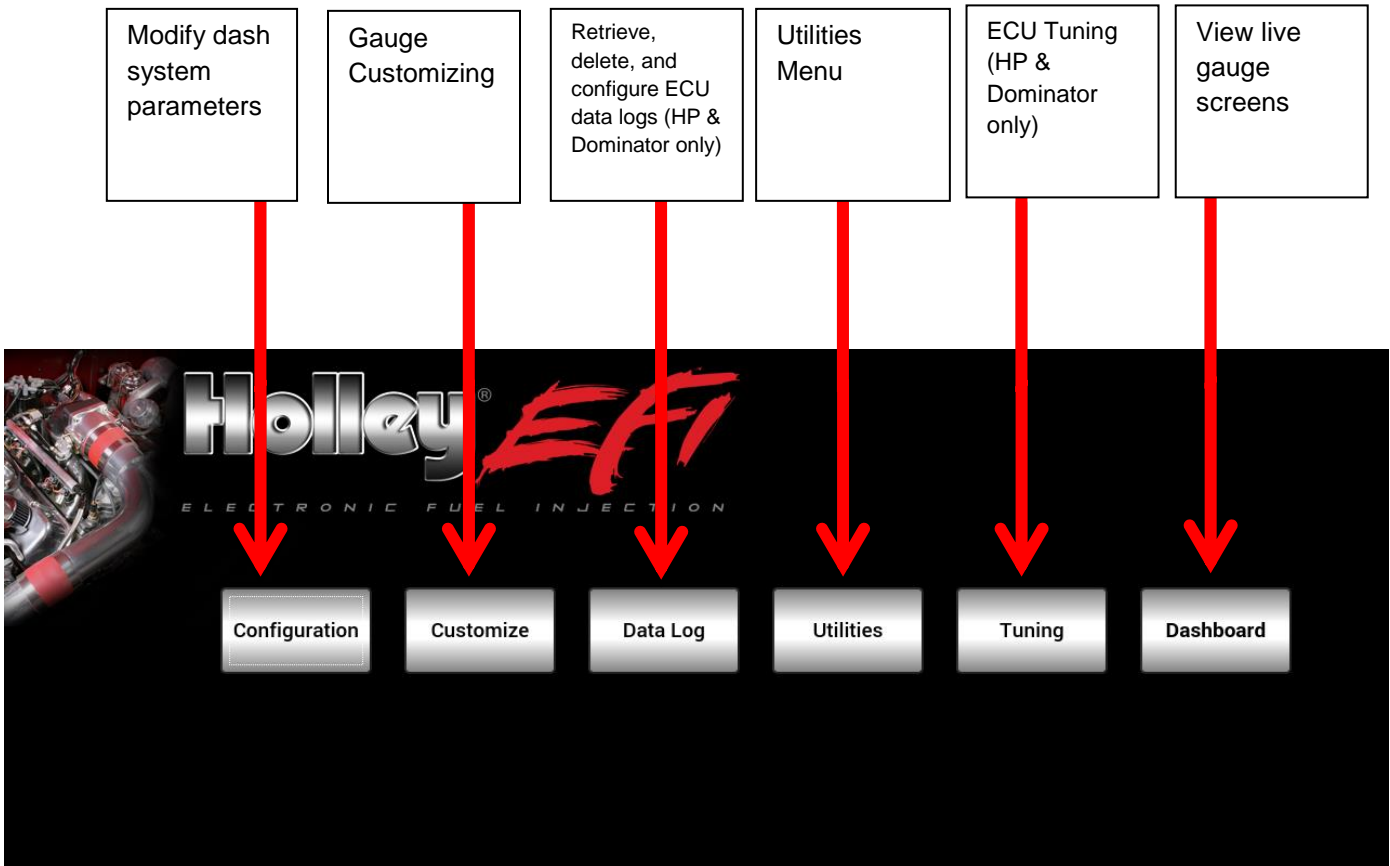 Modify dash
system
parameters
Gauge
Customizing
Retrieve,
delete, and
configure ECU
data logs (HP &
Dominator only)
Utilities
Menu
ECU Tuning
(HP &
Dominator
only)
View live
gauge
screens
Holley® EFI
ELECTRONIC FUEL INJECTION
Configuration
Customize
Data Log
Utilities
Tuning
Dashboard